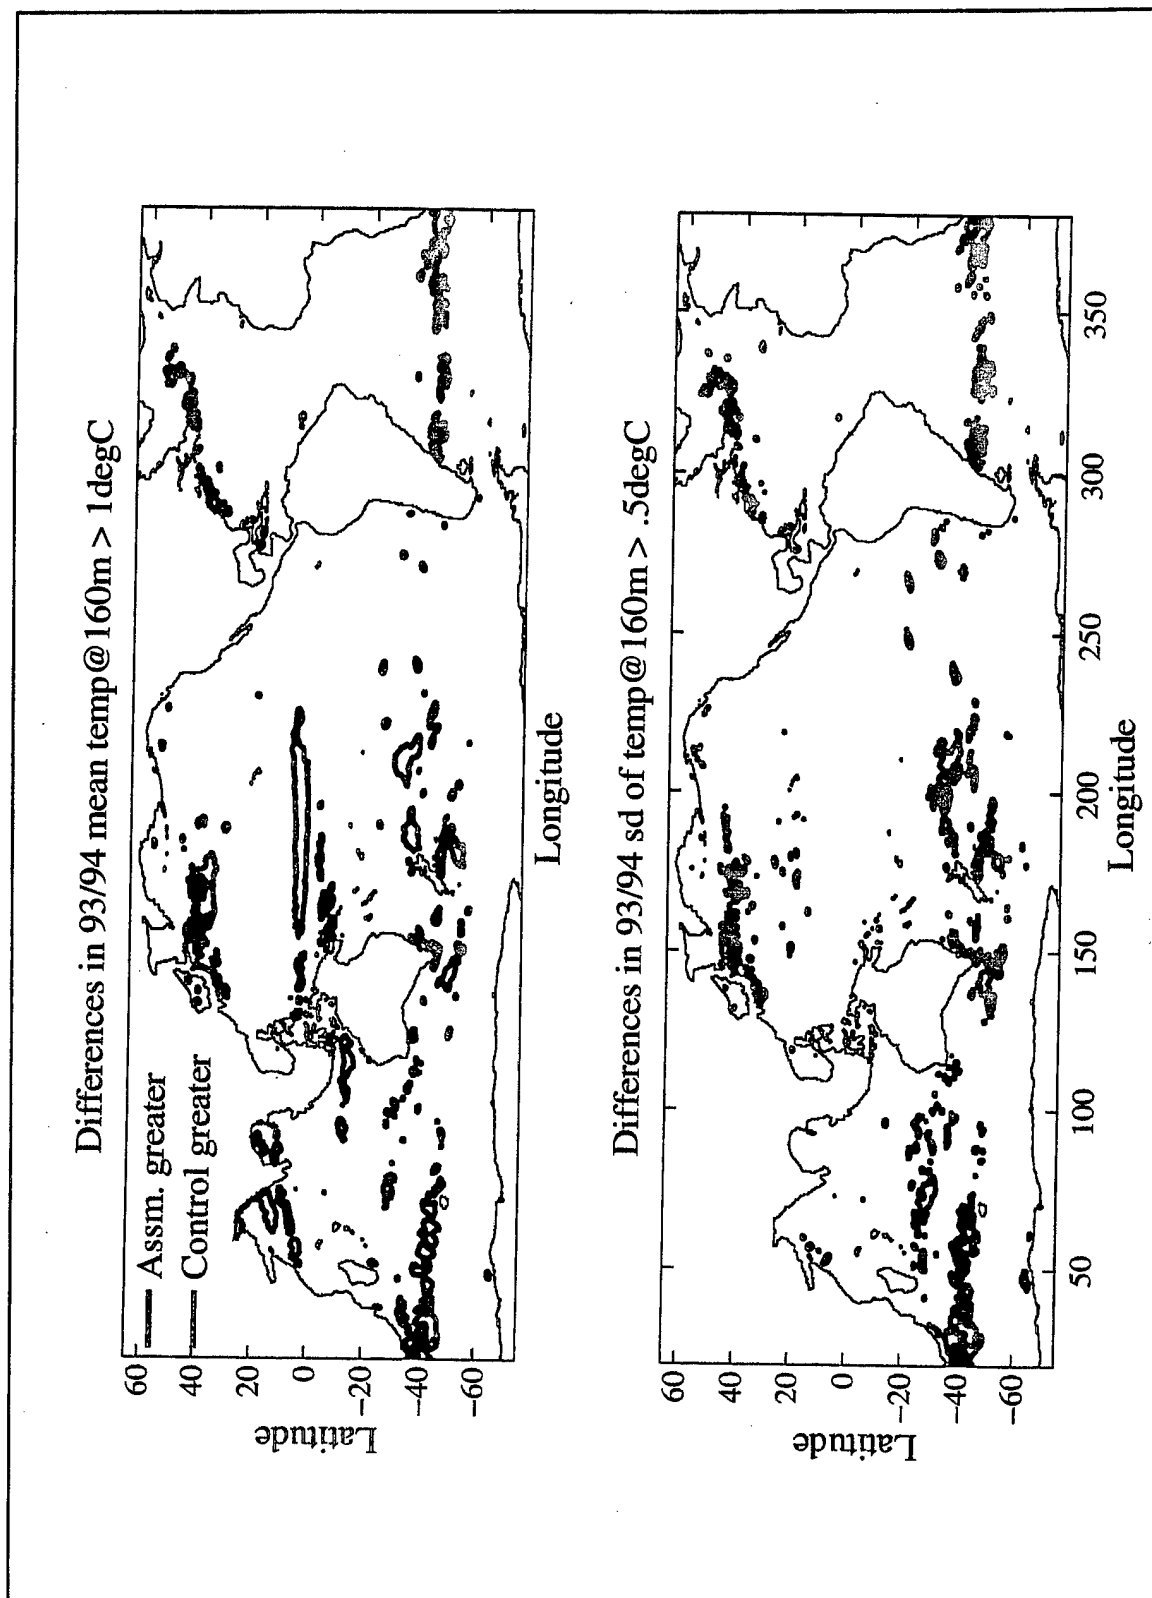 Differences in 93/94 mean temp@160m > 1degC
Assm. greater
Control greater
60
40
20
0
−20
−40
−60
Latitude
Longitude
Differences in 93/94 sd of temp@160m > .5degC
60
40
20
0
−20
−40
−60
Latitude
50
100
150
200
250
300
350
Longitude